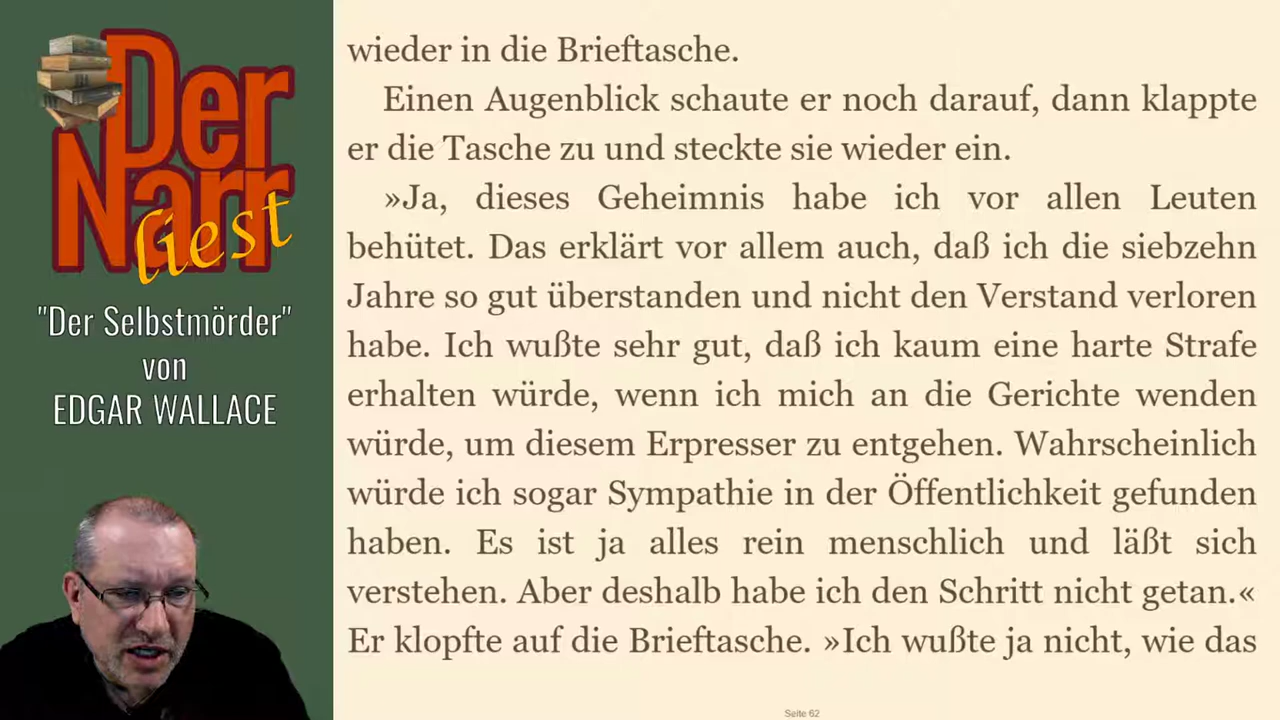 Der
Narr
liest
"Der Selbstmörder"
von
EDGAR WALLACE
wieder in die Brieftasche.
Einen Augenblick schaute er noch darauf, dann klappte
er die Tasche zu und steckte sie wieder ein.
»Ja, dieses Geheimnis habe ich vor allen Leuten
behütet. Das erklärt vor allem auch, daß ich die siebzehn
Jahre so gut überstanden und nicht den Verstand verloren
habe. Ich wußte sehr gut, daß ich kaum eine harte Strafe
erhalten würde, wenn ich mich an die Gerichte wenden
würde, um diesem Erpresser zu entgehen. Wahrscheinlich
würde ich sogar Sympathie in der Öffentlichkeit gefunden
haben. Es ist ja alles rein menschlich und läßt sich
verstehen. Aber deshalb habe ich den Schritt nicht getan.«
Er klopfte auf die Brieftasche. »Ich wußte ja nicht, wie das
Seite 62